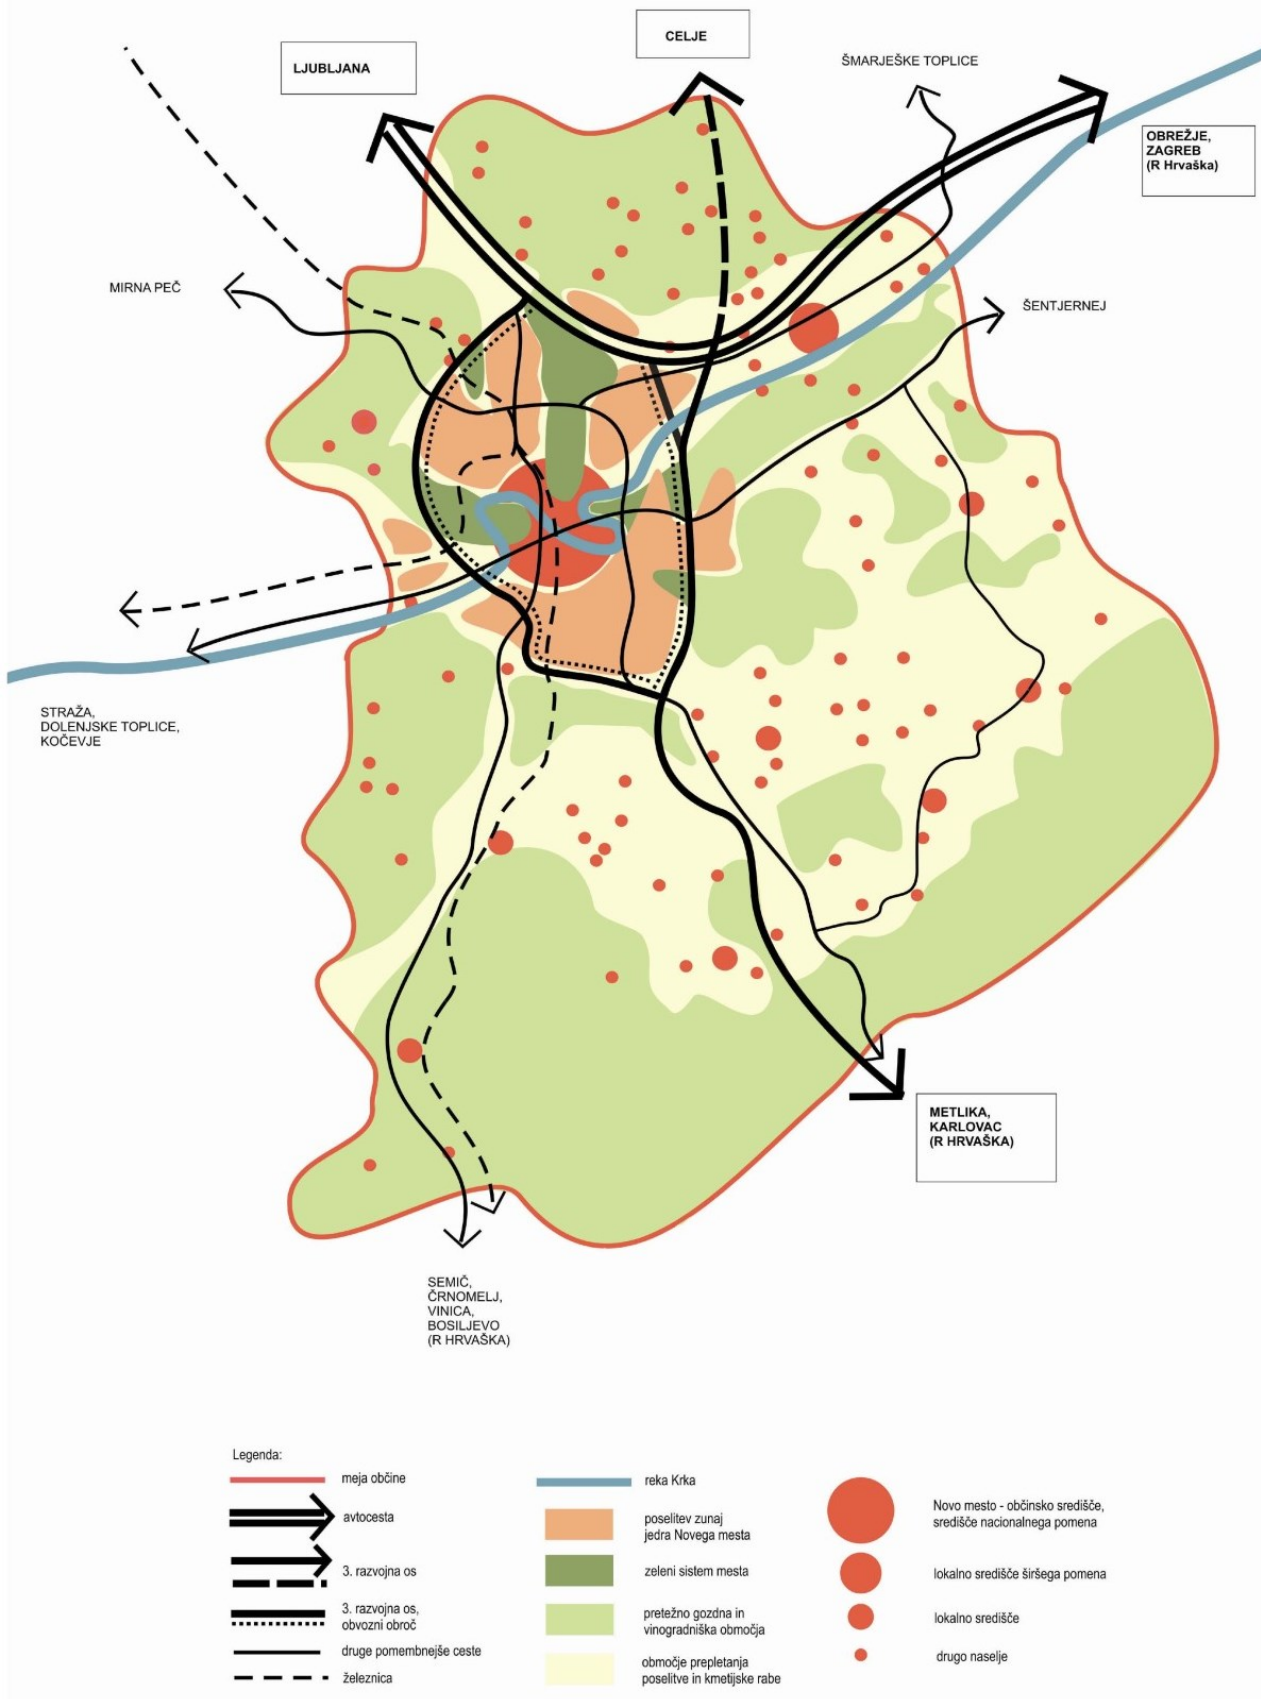 CELJE
ŠMARJEŠKE TOPLICE
LJUBLJANA
OBREŽJE,
ZAGREB
(R Hrvaška)
MIRNA PEČ
ŠENTJERNEJ
STRAŽA,
DOLENJSKE TOPLICE,
KOČEVJE
METLIKA,
KARLOVAC
(R HRVAŠKA)
SEMIČ,
ČRNOMELJ,
VINICA,
BOSILJEVO
(R HRVAŠKA)
Legenda:
meja občine
avtocesta
3. razvojna os
3. razvojna os,
obvozni obroč
druge pomembnejše ceste
železnica
reka Krka
poselitev zunaj
jedra Novega mesta
zeleni sistem mesta
pretežno gozdna in
vinogradniška območja
območje prepletanja
poselitve in kmetijske rabe
Novo mesto - občinsko središče,
središče nacionalnega pomena
lokalno središče širšega pomena
lokalno središče
drugo naselje